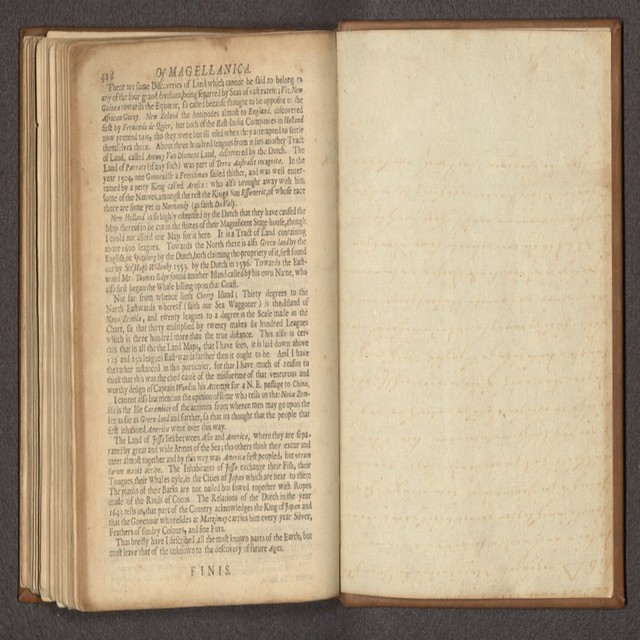 418 Of MAGELLANICA.
There are some Discoveries of Land which cannot be said to belong to
any of the four grand divisions, being separted by Seas of vast extent; Viz. New
Guinea towards the Equator, so called because thought to be opposite to the
African Guiny. New Zealand the Antipodes almost to England, discovered
first by Fernando de Quier, but both of the East-India Companies in Holland
now pretend to it, tho they were but ill used when they attempted to settle
themselves there. About three hundred leagues from it lies another Tract
of Land, called Antony Van Diemens Land, discovered by the Dutch. The
Land of Parrots (if any such) was part of Terra Australis incognita. In the
year 1504, one Gonnevile a Frenchman sailed thither, and was well enter-
tained by a petty King called Arosca: who also brought away with him
some of the Natives, amongst the rest the Kings Son Essomeric, of whose race
there are some yet in Normandy (as saith DuVal).
New Holland is so highly esteemed by the Dutch that they have caused the
Map thereof to be cut in the stones of their Magnificent State-house, though
I could not afford one Map for it here. It is a Tract of Land containing
about 1600 leagues. Towards the North there is also Green-land by the
English, or Spitzberg by the Dutch, both claiming the propriety of it, first found
out by Sir Hugh Willoughby 1553. by the Dutch in 1596. Towards the East-
ward Mr. Thomas Edge found another Island called by his own Name, who
also first began the Whale killing upon that Coast.
Not far from whence lie's Cherry Island; Thirty degrees to the
North Eastwards whereof (saith our Sea Waggoner) is the Island of
Nova Zembla, and twenty leagues to a degree is the Scale made in the
Chart, so that thirty multiplied by twenty makes six hundred Leagues
which is three hundred more than the true distance. This also is cer-
tain that in all the Land Maps, that I have seen, it is laid down above
125 and 150 leagues East-wards farther then it ought to be. And I have
the rather instanced in this particuler, for that I have much of reason to
think that this was the chief cause of the misfortune of that venturous and
worthy design of Captain Wood in his Attempt for a N. E. passage to China.
I cannot also but mention the opinion of some who tells us that Nova Zem-
bla is the of the antients from whence men may go upon the
Ice as far as Green-land and farther, so that its thought that the people that
first inhabited America went over this way.
The Land of Jesso lies between Asia and America, where they are sepa-
rated by great and wide Armes of the Sea; tho others think they excur and
meet almost together and by this way was America first peopled, but utrum
horum mavis accipe. The Inhabitants of Jesso exchange their Fish, their
Tongues, their Whales oyle, in the Cities of Japan which are next to them
The planks of their Barks are not nailed but sowed together with Ropes
made of the Rinds of Cocos. The Relations of the Dutch in the year
1643 tells us, that part of the Country acknowledges the King of Japan and
that the Governour who resides at carries him every year Silver,
Feathers of sundry Colours, and fine Furs.
Thus briefly have I described all the most known parts of the Earth, but
must leave that of the unknown to the discovery of future Ages.
FINIS.